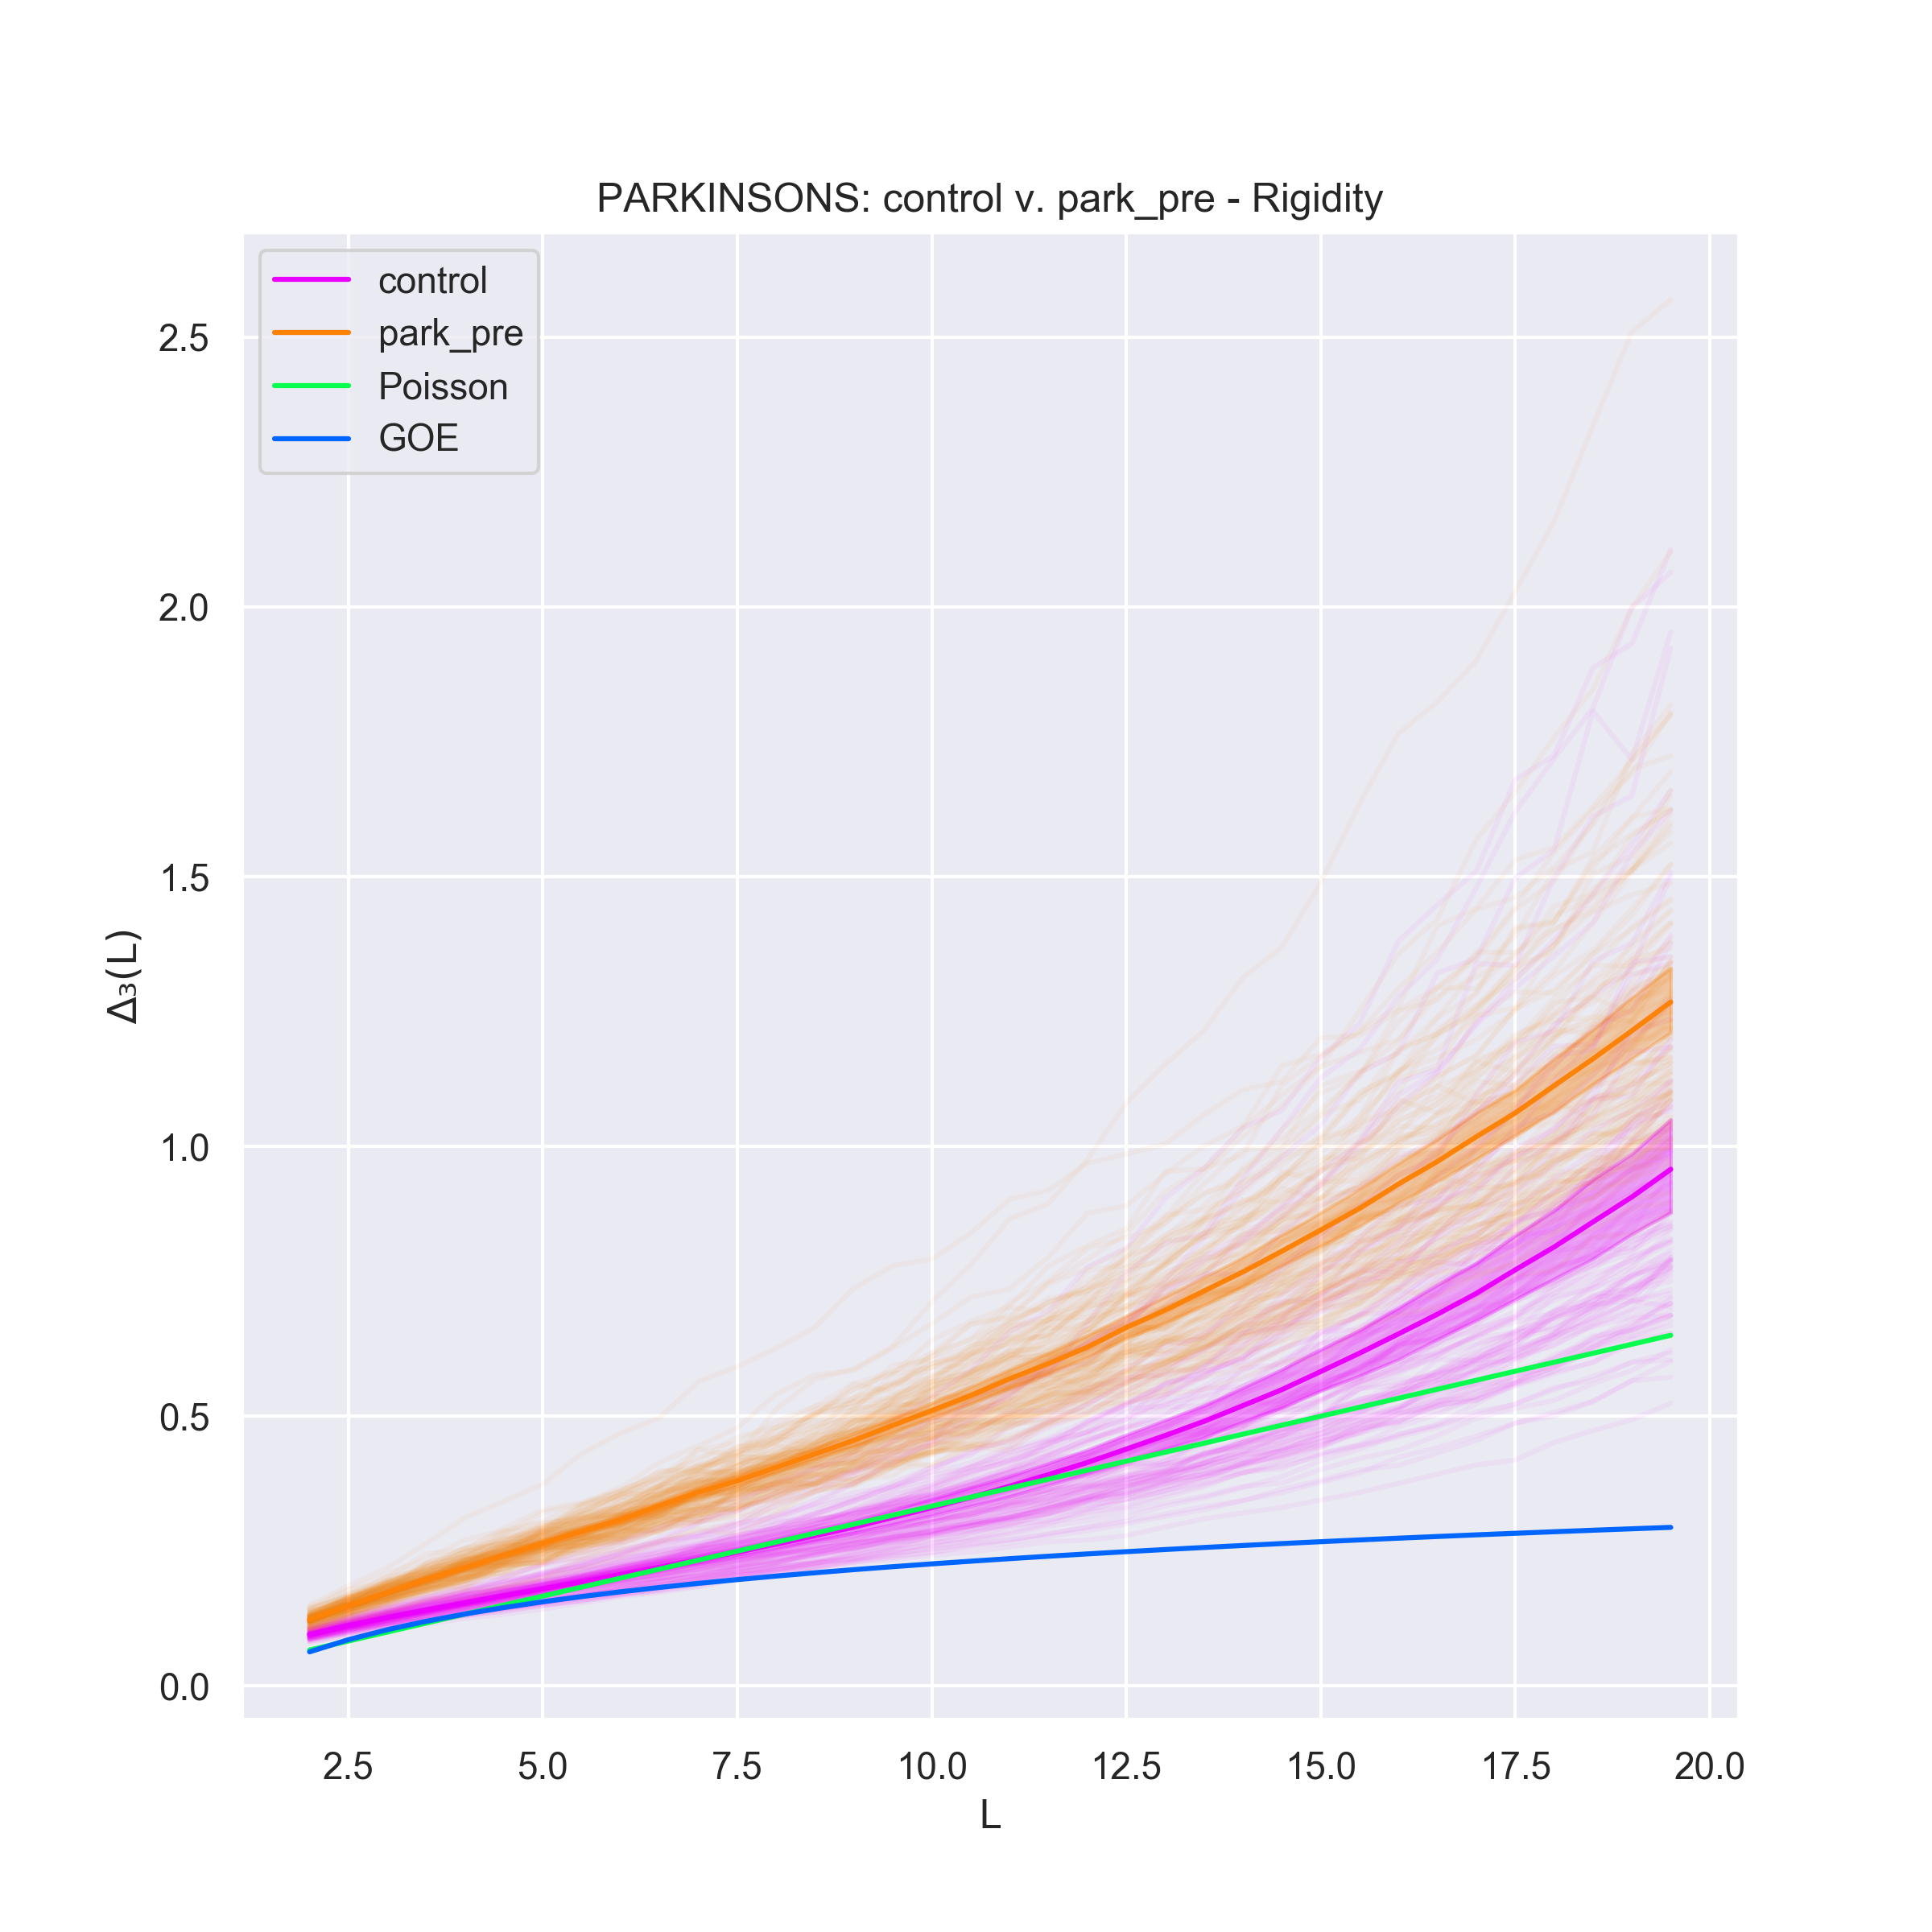 PARKINSONS: control v. park_pre - Rigidity
control
park_pre
Poisson
GOE
2.5
2.0
1.5
1.0
0.5
0.0
Δ₃(L)
2.5 5.0 7.5 10.0 12.5 15.0 17.5 20.0
L